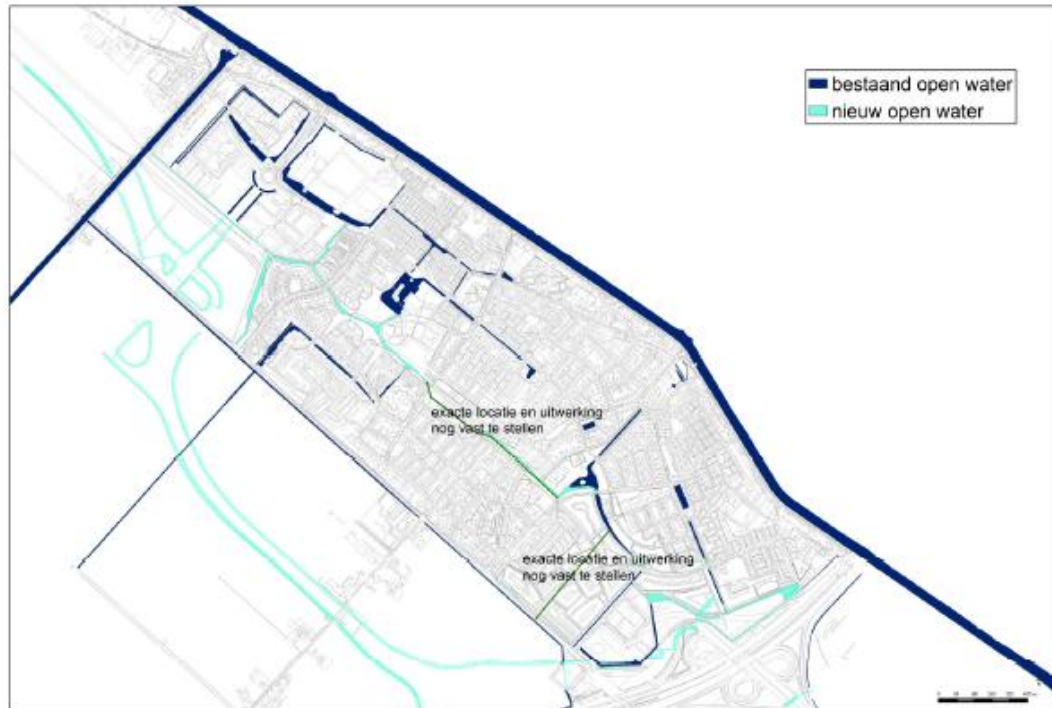 bestaand open water
nieuw open water
exacte locatie en uitwerking
nog vast te stellen
exacte locatie en uitwerking
nog vast te stellen